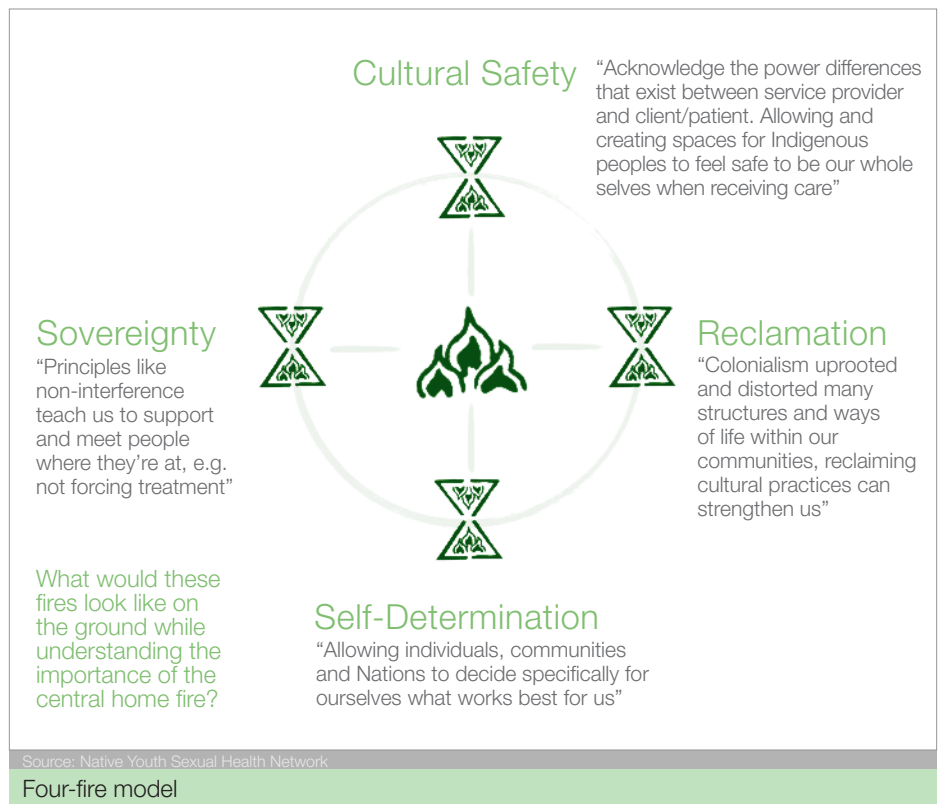 Cultural Safety
“Acknowledge the power differences
that exist between service provider
and client/patient. Allowing and
creating spaces for Indigenous
peoples to feel safe to be our whole
selves when receiving care”
Sovereignty
“Principles like
non-interference
teach us to support
and meet people
where they’re at, e.g.
not forcing treatment”
Reclamation
“Colonialism uprooted
and distorted many
structures and ways
of life within our
communities, reclaiming
cultural practices can
strengthen us”
What would these
fires look like on
the ground while
understanding the
importance of the
central home fire?
Self-Determination
“Allowing individuals, communities
and Nations to decide specifically for
ourselves what works best for us”
Source: Native Youth Sexual Health Network
Four-fire model